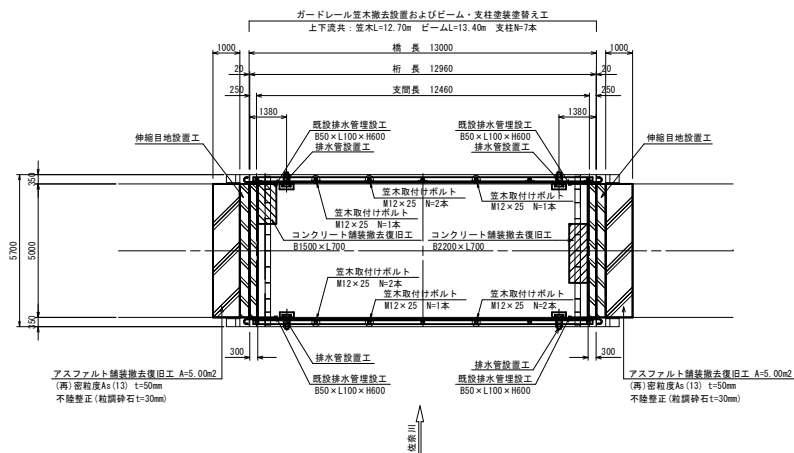 ガードレール笠木撤去設置およびビーム・支柱塗装塗替え工
上下流共：笠木L=12.70m ビームL=13.40m 支柱N=7本
1000 橋 長 13000 1000
20 桁 長 12960 20
250 支間長 12460 250
1380 1380
既設排水管埋設工
B50×L100×H600
排水管設置工
既設排水管埋設工
B50×L100×H600
排水管設置工
伸縮目地設置工
伸縮目地設置工
350
5700
5000
350
笠木取付けボルト
M12×25 N=2本
笠木取付けボルト
M12×25 N=1本
笠木取付けボルト
M12×25 N=1本
コンクリート舗装撤去復旧工
B1500×L700
コンクリート舗装撤去復旧工
B2200×L700
笠木取付けボルト
M12×25 N=2本
笠木取付けボルト
M12×25 N=1本
笠木取付けボルト
M12×25 N=2本
300 300
排水管設置工
既設排水管埋設工
B50×L100×H600
排水管設置工
既設排水管埋設工
B50×L100×H600
アスファルト舗装撤去復旧工 A=5.00m2
(再)密粒度As(13) t=50mm
不陸整正(粒調砕石t=30mm)
アスファルト舗装撤去復旧工 A=5.00m2
(再)密粒度As(13) t=50mm
不陸整正(粒調砕石t=30mm)
佐奈川